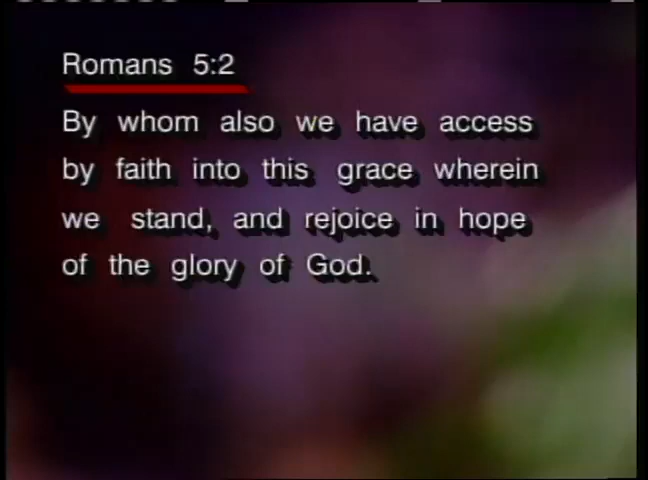 Romans 5:2
By whom also we have access
by faith into this grace wherein
we stand, and rejoice in hope
of the glory of God.